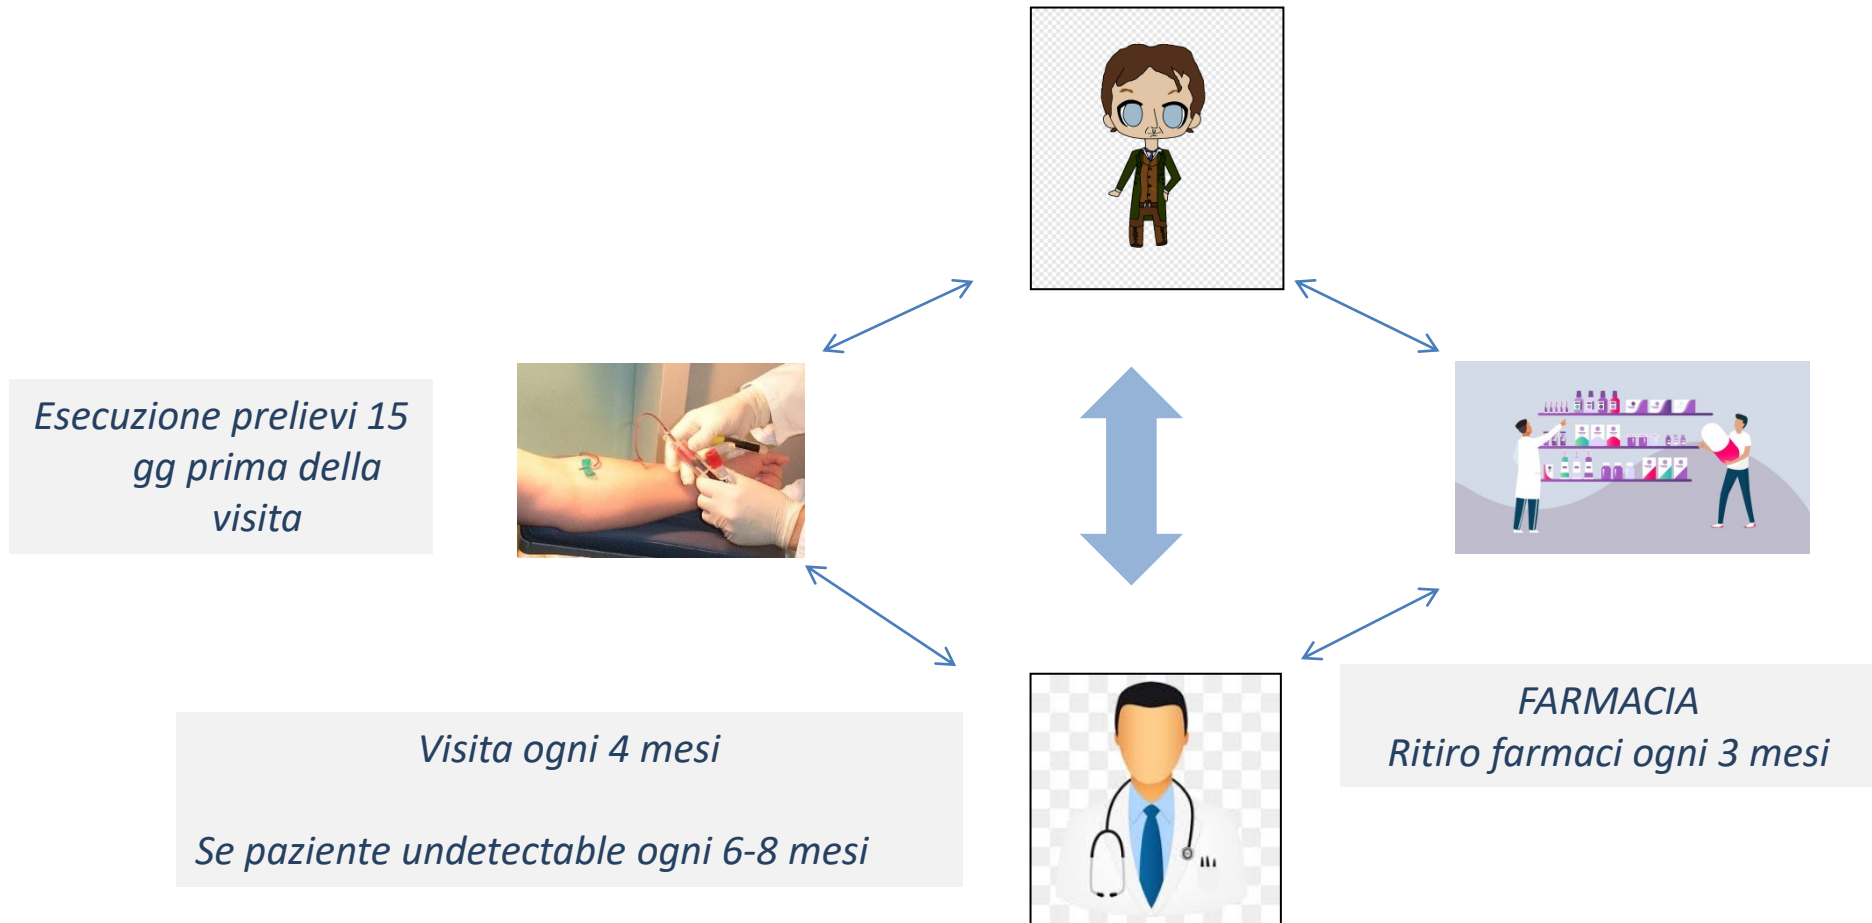 Esecuzione prelievi 15
gg prima della
visita
Visita ogni 4 mesi
Se paziente undetectable ogni 6-8 mesi
FARMACIA
Ritiro farmaci ogni 3 mesi